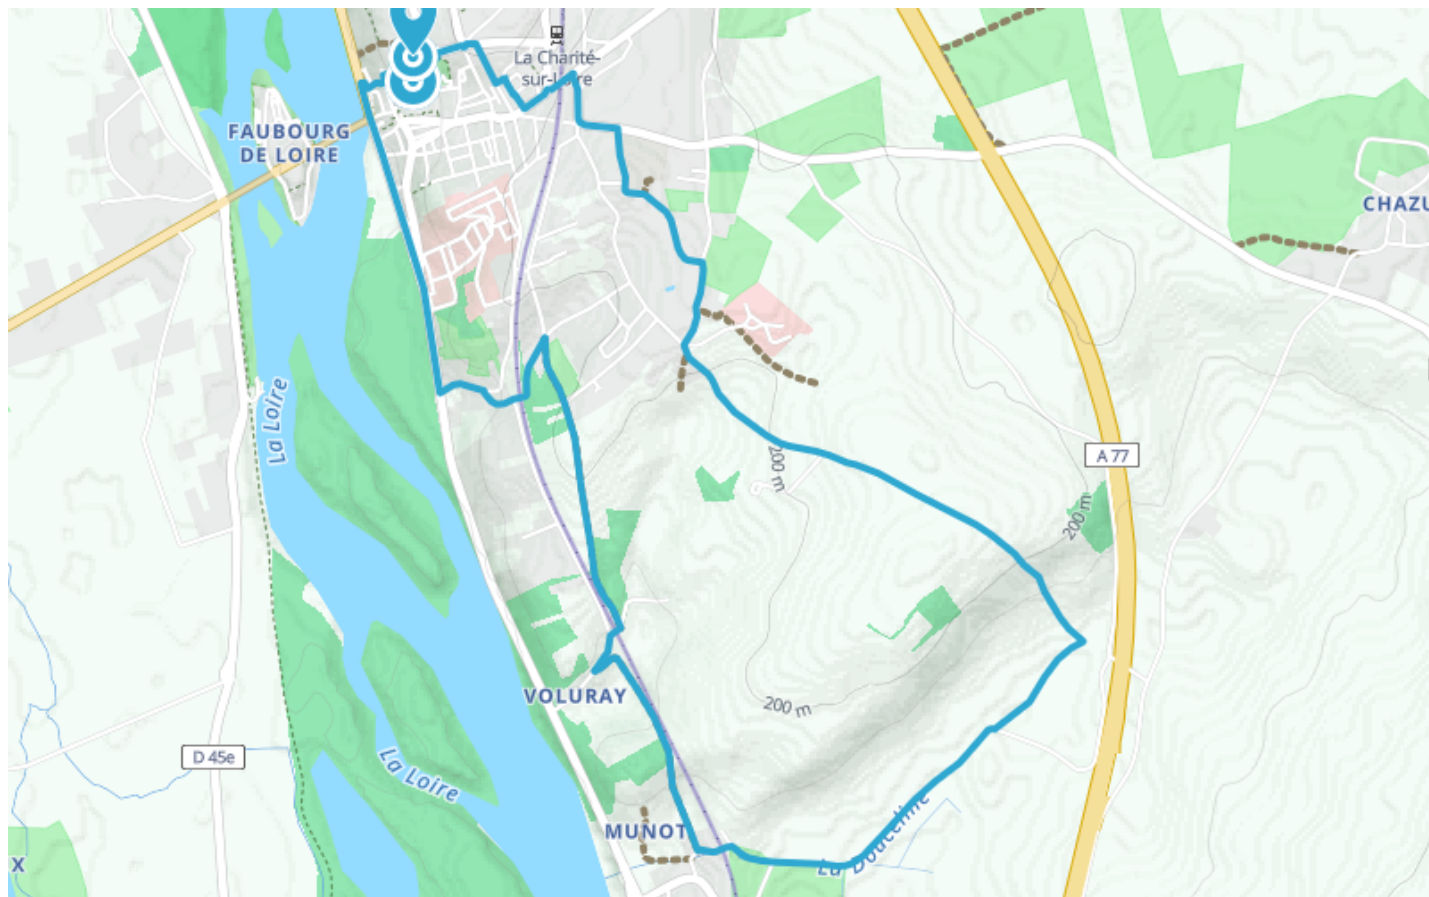 La Charité-
sur-Loire
FAUBOURG
DE LOIRE
CHAZU
La Loire
A 77
200 m
200 m
VOLURAY
200 m
D 45e
La Loire
MUNOT
La Douceline
X